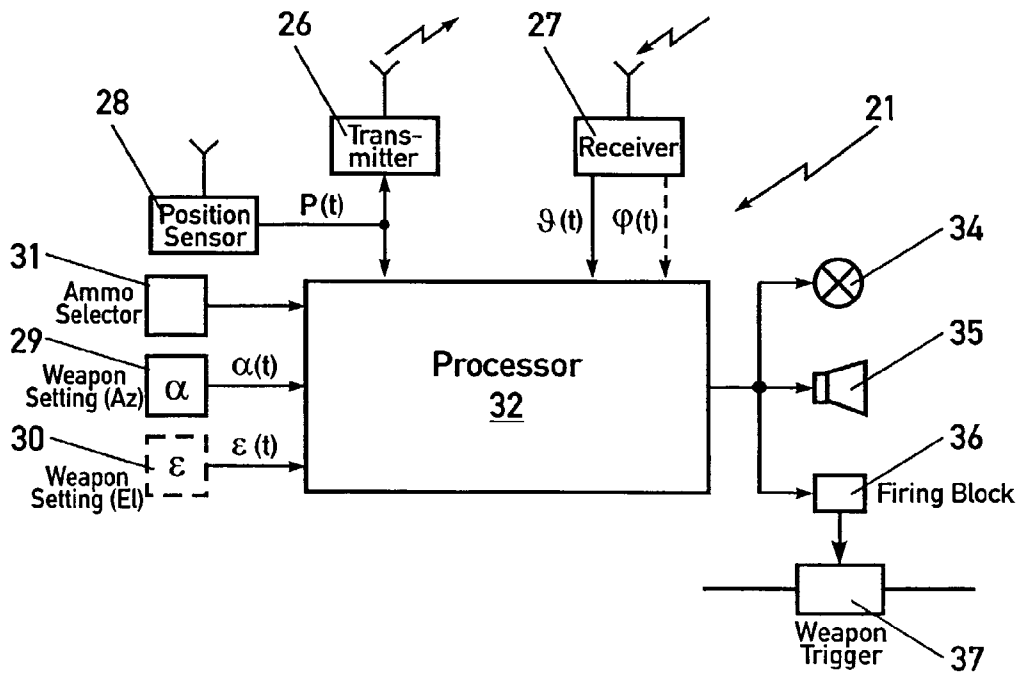 26
27
28
21
Trans-
mitter
Receiver
Position
Sensor
P(t)
ϑ(t)
φ(t)
31
Ammo
Selector
34
29
Weapon
Setting (Az)
α
α(t)
Processor
32
35
30
Weapon
Setting (El)
ε
ε(t)
36
Firing Block
Weapon
Trigger
37